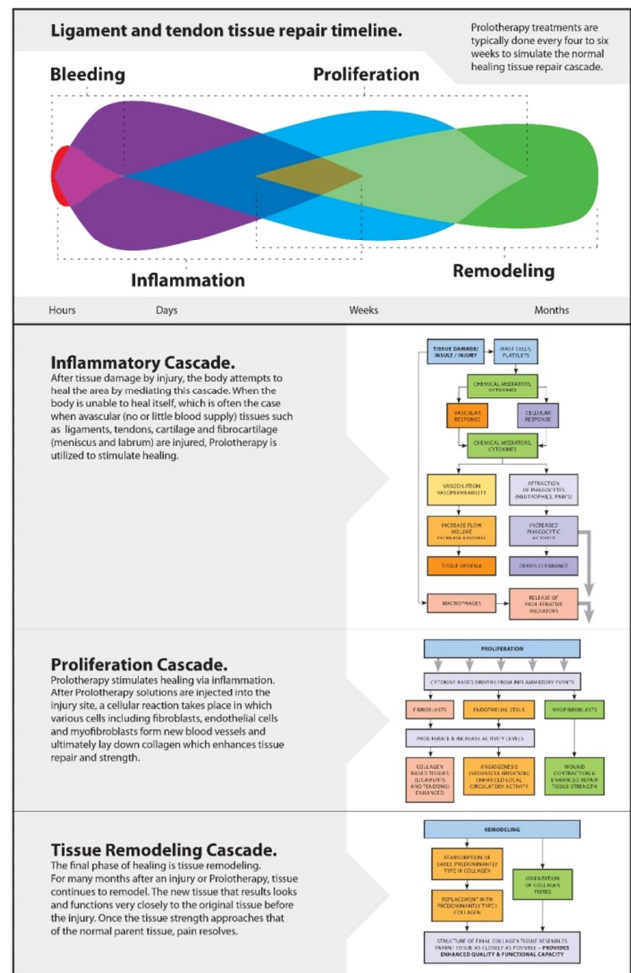 Ligament and tendon tissue repair timeline.
Prolotherapy treatments are
typically done every four to six
weeks to simulate the normal
healing tissue repair cascade.
Bleeding
Proliferation
Inflammation
Remodeling
Hours
Days
Weeks
Months
Inflammatory Cascade.
After tissue damage by injury, the body attempts to
heal the area by mediating this cascade. When the
body is unable to heal itself, which is often the case
when avascular (no or little blood supply) tissues such
as ligaments, tendons, cartilage and fibrocartilage
(meniscus and labrum) are injured, Prolotherapy is
utilized to stimulate healing.
TISSUE DAMAGE/
INSULT / INJURY
MAST CELLS,
PLATELETS
CHEMICAL MEDIATORS,
CYTOKINES
VASCULAR
RESPONSE
CELLULAR
RESPONSE
CHEMICAL MEDIATORS,
CYTOKINES
VASODILATION
VASOPERMEABILITY
ATTRACTION
OF PHAGOCYTES
(NEUTROPHILS,
INCREASE FLOW
VOLUME
INCREASE
INCREASED
PHAGOCYTIC
ACTIVITY
TISSUE OEDEMA
DEBRIS CLEARANCE
MACROPHAGES
RELEASE OF
PROLIFERATIVE
MEDIATORS
Proliferation Cascade.
Prolotherapy stimulates healing via inflammation.
After Prolotherapy solutions are injected into the
injury site, a cellular reaction takes place in which
various cells including fibroblasts, endothelial cells
and myofibroblasts form new blood vessels and
ultimately lay down collagen which enhances tissue
repair and strength.
PROLIFERATION
CYTOKINE BASED DRIVERS FROM INFLAMMATORY EVENTS
FIBROBLASTS
ENDOTHELIAL CELLS
MYOFIBROBLASTS
PROLIFERATE & INCREASE ACTIVITY LEVELS
COLLAGEN
BASED TISSUES
(LIGAMENTS
AND TENDONS)
ENHANCED
ANGIOGENESIS
(NEOVASCULARISATION)
ENHANCED LOCAL
CIRCULATORY ACTIVITY
WOUND
CONTRACTION &
ENHANCED REPAIR
TISSUE STRENGTH
Tissue Remodeling Cascade.
The final phase of healing is tissue remodeling.
For many months after an injury or Prolotherapy, tissue
continues to remodel. The new tissue that results looks
and functions very closely to the original tissue before
the injury. Once the tissue strength approaches that
of the normal parent tissue, pain resolves.
REMODELING
REABSORPTION OF
EARLY, PREDOMINANTLY
TYPE III COLLAGEN
ORIENTATION
OF COLLAGEN
FIBRES
REPLACEMENT WITH
PREDOMINANTLY TYPE I
COLLAGEN
STRUCTURE OF FINAL COLLAGEN TISSUE RESEMBLES
PARENT TISSUE AS CLOSELY AS POSSIBLE – PROVIDES
ENHANCED QUALITY & FUNCTIONAL CAPACITY